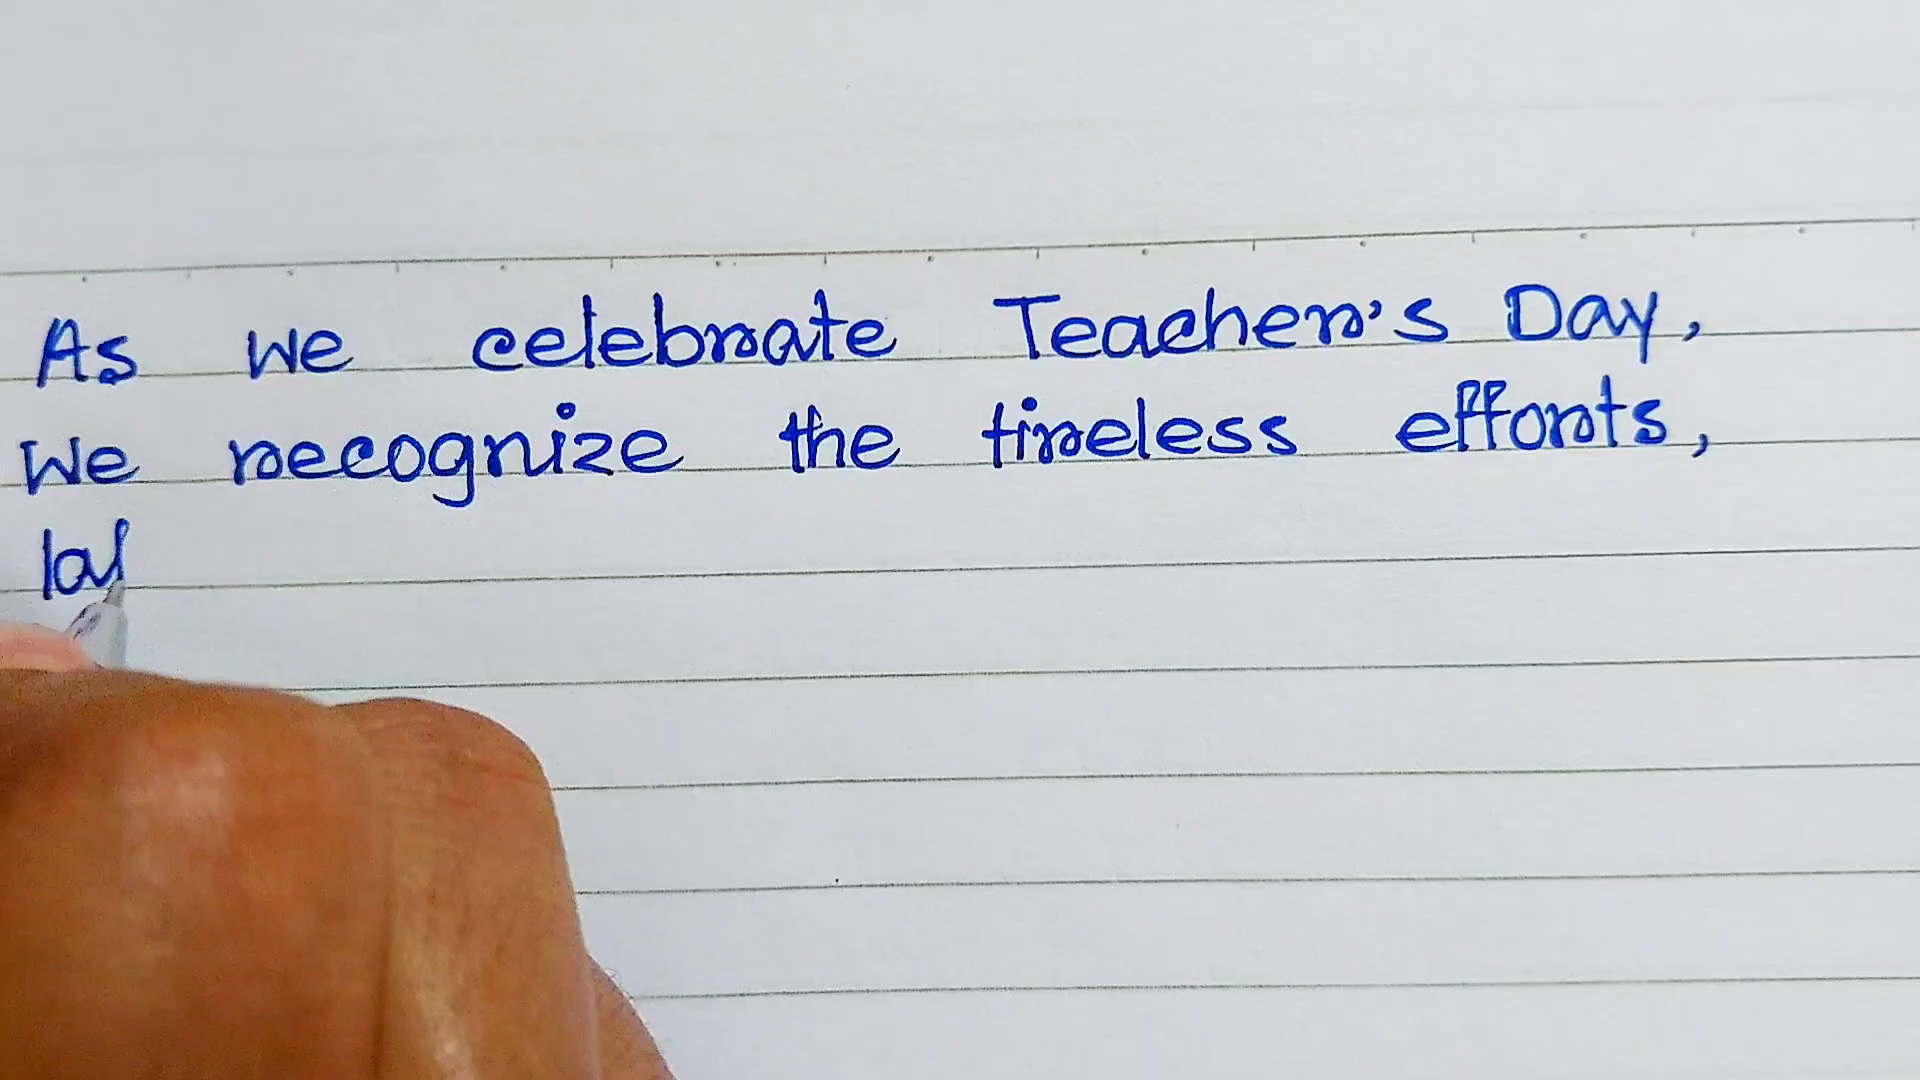 As we celebrate Teacher's Day,
We recognize the tireless efforts,